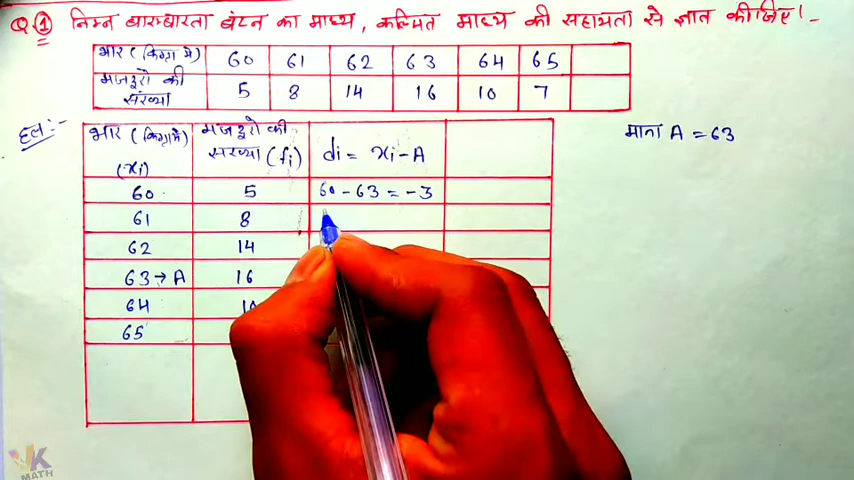 Q.① निम्न बारम्बारता बंटन का माध्य, कल्पित माध्य की सहायता से ज्ञात कीजिए।-
भार (किग्रा मे) 60 61 62 63 64 65
मजदूरो की संख्या 5 8 14 16 10 7
हल:-
माना A = 63
भार (किग्रामे) (xi) मजदूरो की संख्या (fi) di = xi - A
60 5 60 - 63 = -3
61 8
62 14
63 → A 16
64
65
VK
MATH